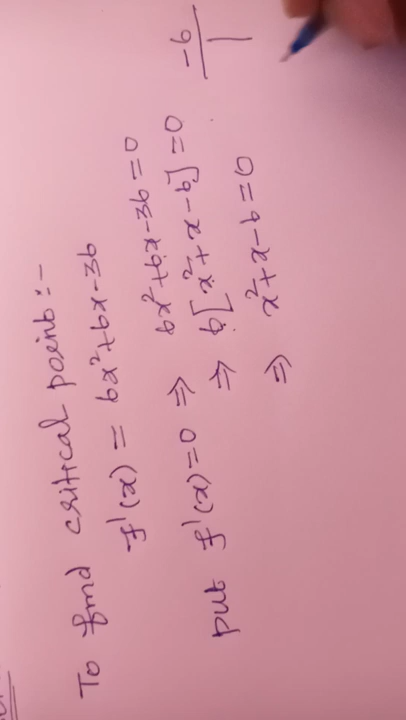 To find critical points:-
f'(x) = 6x²+6x-36
put f'(x)=0 ⇒ 6x²+6x-36=0
⇒ 6[x²+x-6]=0
⇒ x²+x-6=0
-6
1